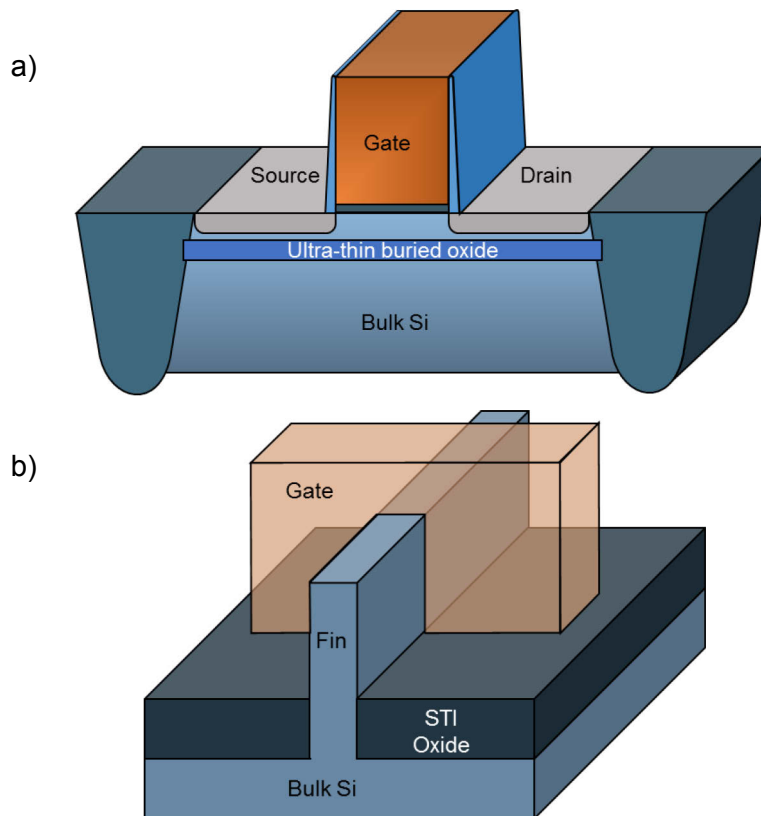 a)
Gate
Source
Drain
Ultra-thin buried oxide
Bulk Si
b)
Gate
Fin
STI
Oxide
Bulk Si